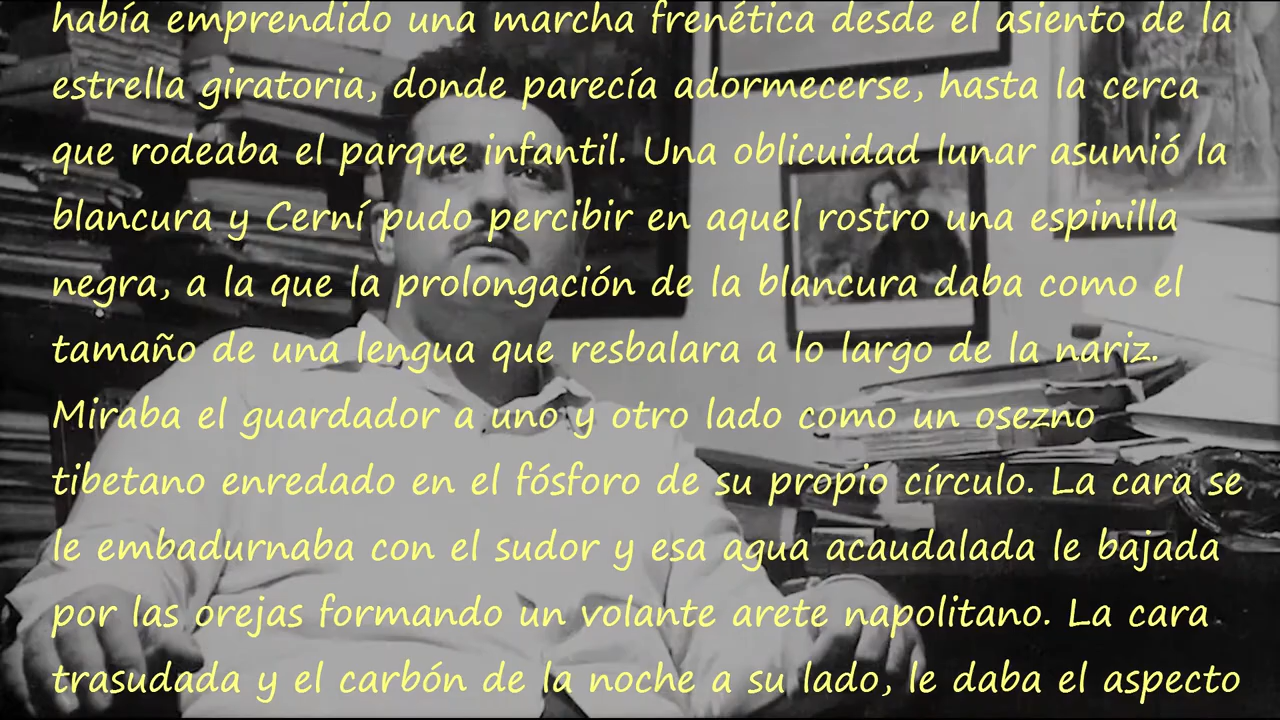 había emprendido una marcha frenética desde el asiento de la
estrella giratoria, donde parecía adormecerse, hasta la cerca
que rodeaba el parque infantil. Una oblicuidad lunar asumió la
blancura y Cerní pudo percibir en aquel rostro una espinilla
negra, a la que la prolongación de la blancura daba como el
tamaño de una lengua que resbalara a lo largo de la nariz.
Miraba el guardador a uno y otro lado como un osezno
tibetano enredado en el fósforo de su propio círculo. La cara se
le embadurnaba con el sudor y esa agua acaudalada le bajada
por las orejas formando un volante arete napolitano. La cara
trasudada y el carbón de la noche a su lado, le daba el aspecto